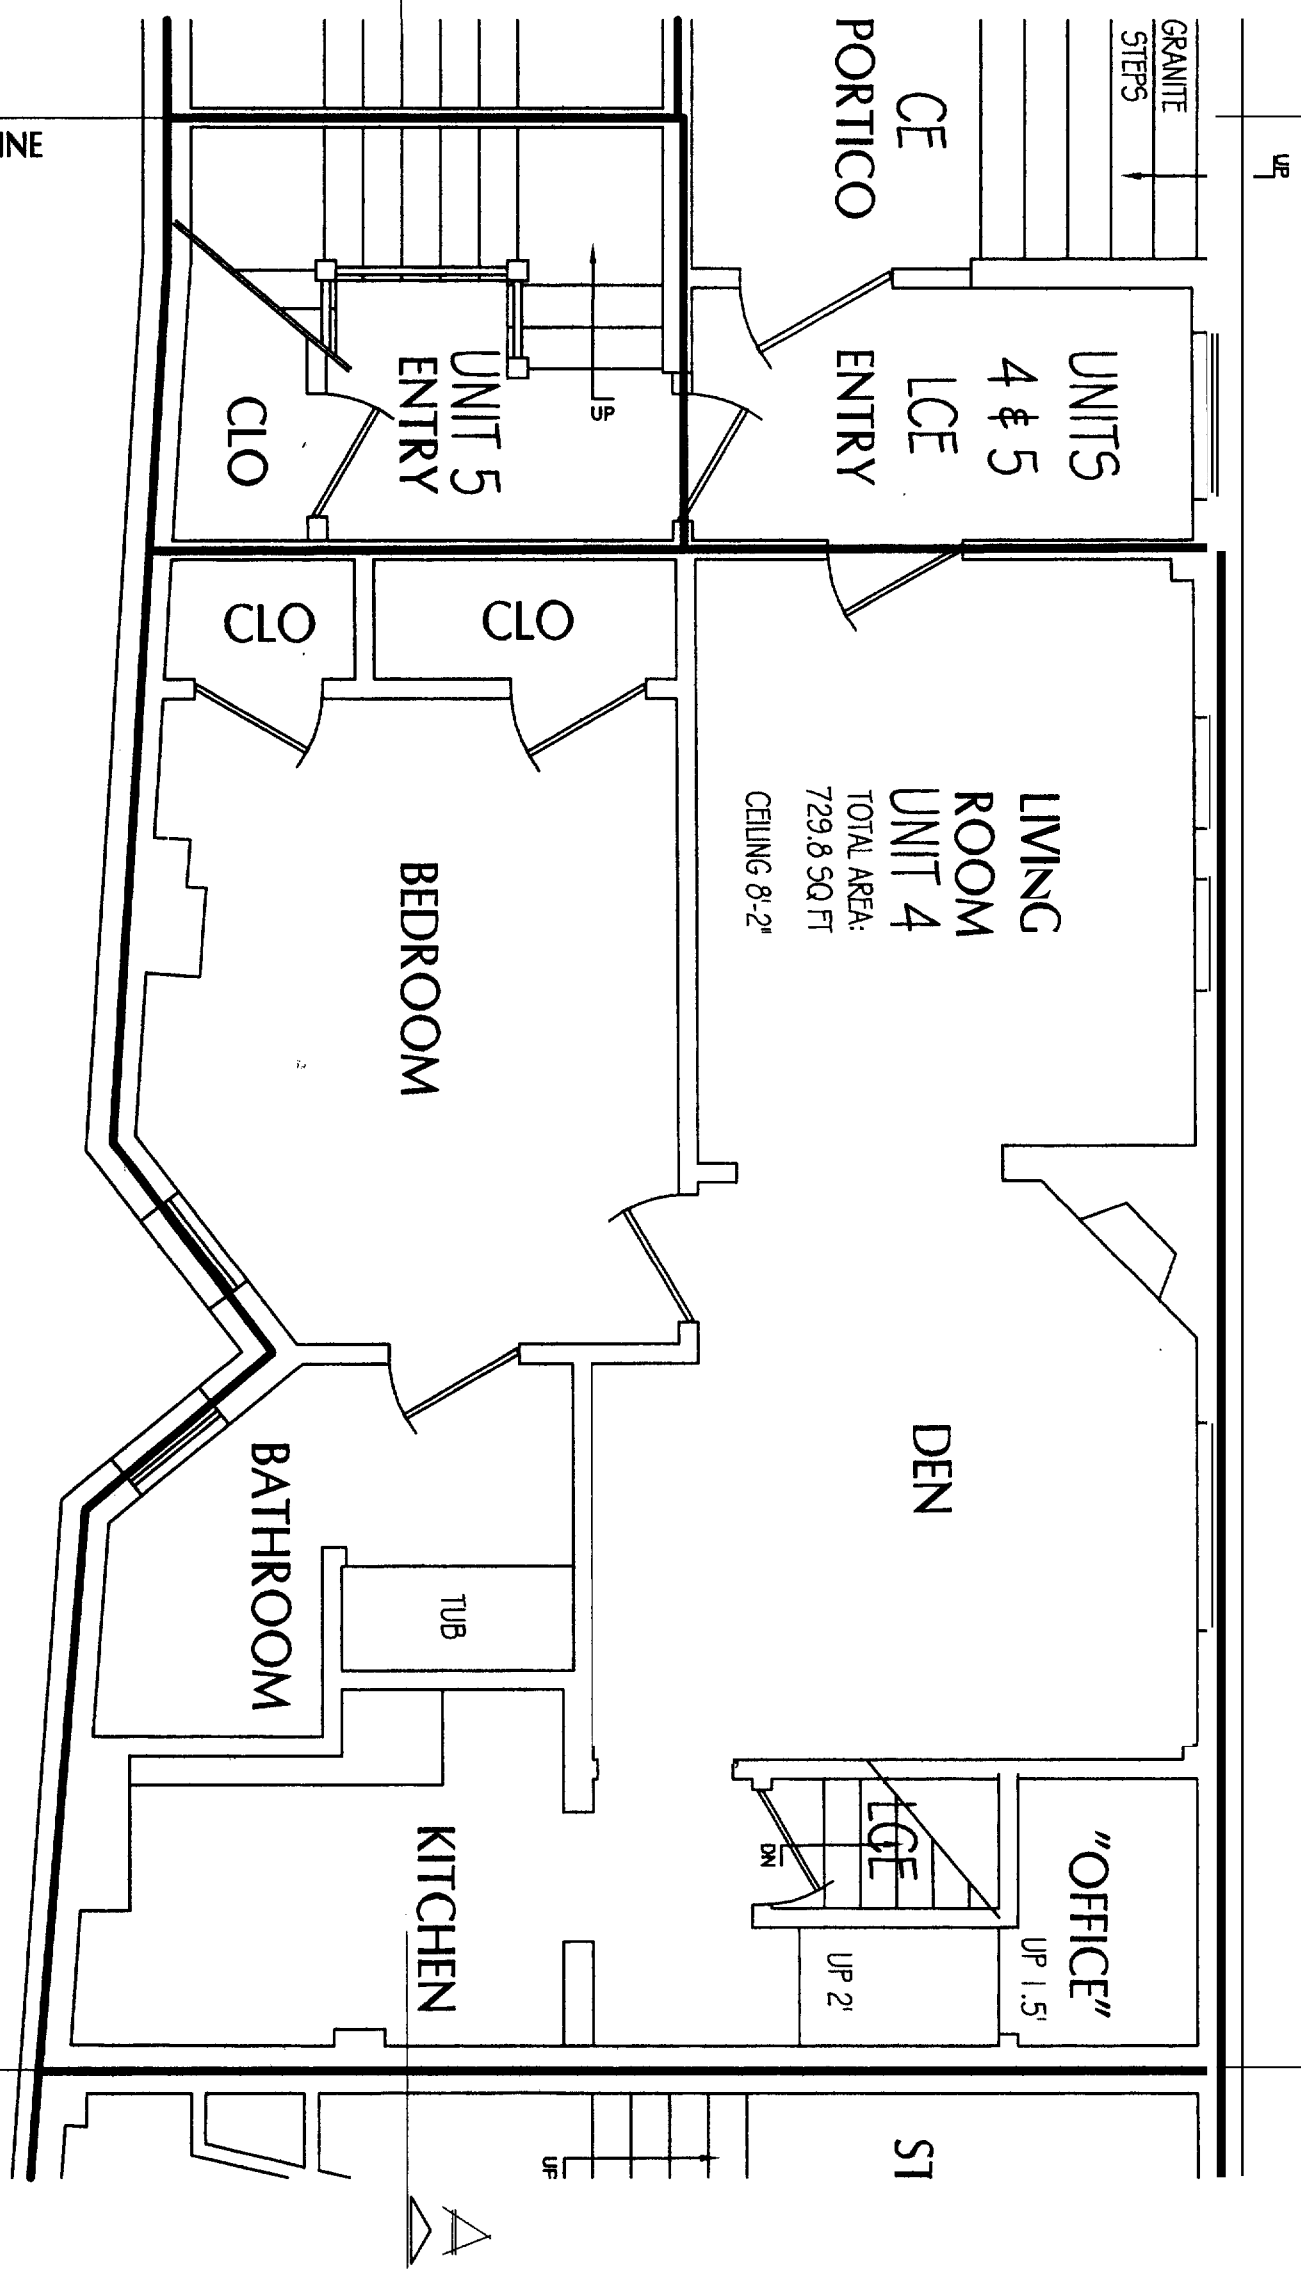 GRANITE
STEPS
UP
CE
PORTICO
UNITS
4 & 5
LCE
ENTRY
UP
UNIT 5
ENTRY
CLO
INE
CLO
CLO
LIVING
ROOM
UNIT 4
TOTAL AREA:
729.8 SQ FT
CEILING 8'-2"
BEDROOM
DEN
BATHROOM
TUB
"OFFICE"
UP 1.5'
LCE
DN
UP 2'
KITCHEN
ST
UP
A